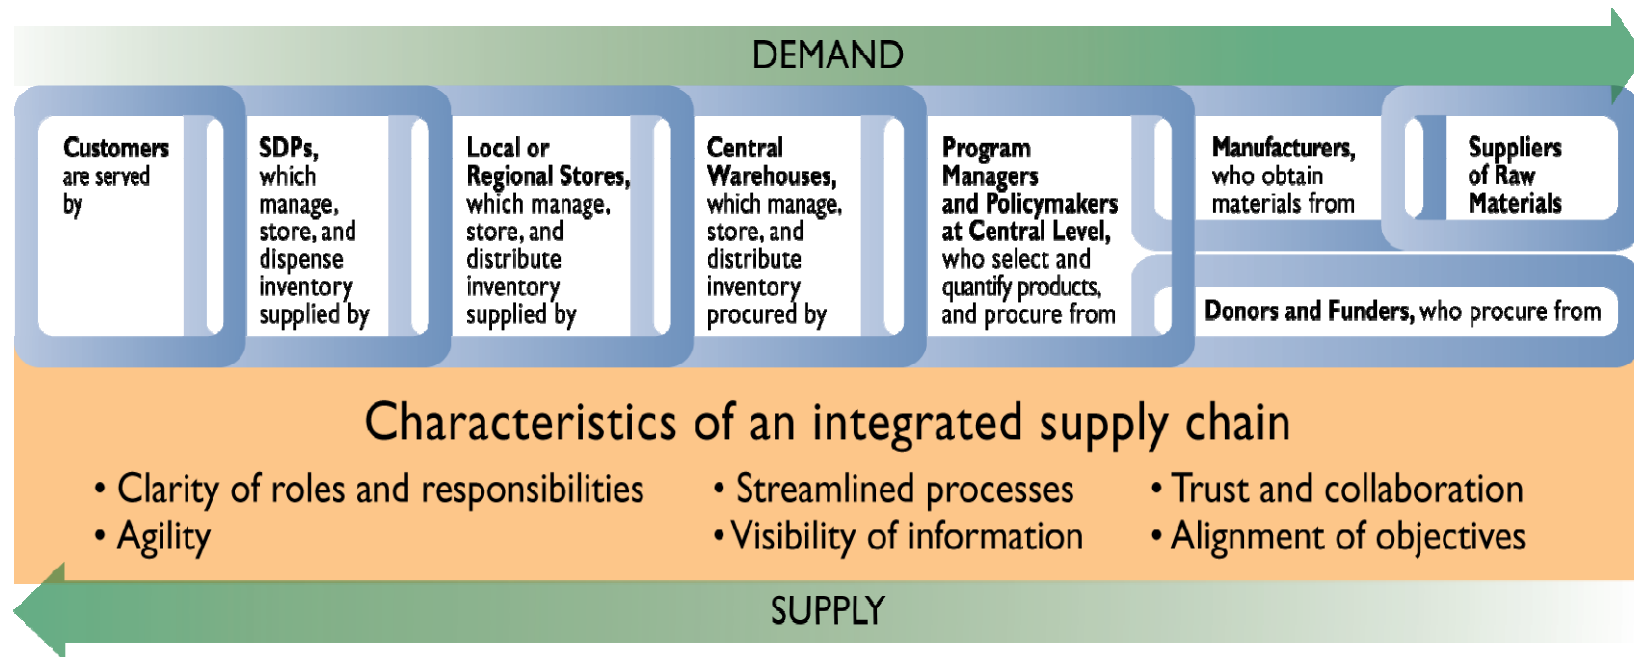 DEMAND
Customers
are served
by
SDPs,
which
manage,
store, and
dispense
inventory
supplied by
Local or
Regional Stores,
which manage,
store, and
distribute
inventory
supplied by
Central
Warehouses,
which manage,
store, and
distribute
inventory
procured by
Program
Managers
and Policymakers
at Central Level,
who select and
quantify products,
and procure from
Manufacturers,
who obtain
materials from
Suppliers
of Raw
Materials
Donors and Funders, who procure from
Characteristics of an integrated supply chain
• Clarity of roles and responsibilities
• Agility
• Streamlined processes
• Visibility of information
• Trust and collaboration
• Alignment of objectives
SUPPLY